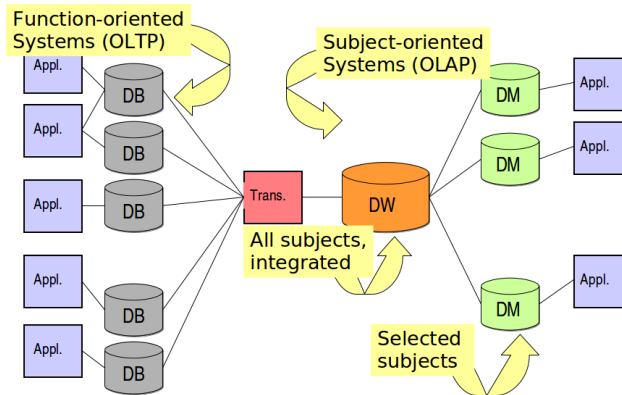 Function-oriented
Systems (OLTP)
Subject-oriented
Systems (OLAP)
Appl.
DB
DM
Appl.
Appl.
DB
DM
Appl.
Appl.
DB
Trans.
DW
All subjects,
integrated
Appl.
DB
DM
Appl.
Appl.
DB
Selected
subjects